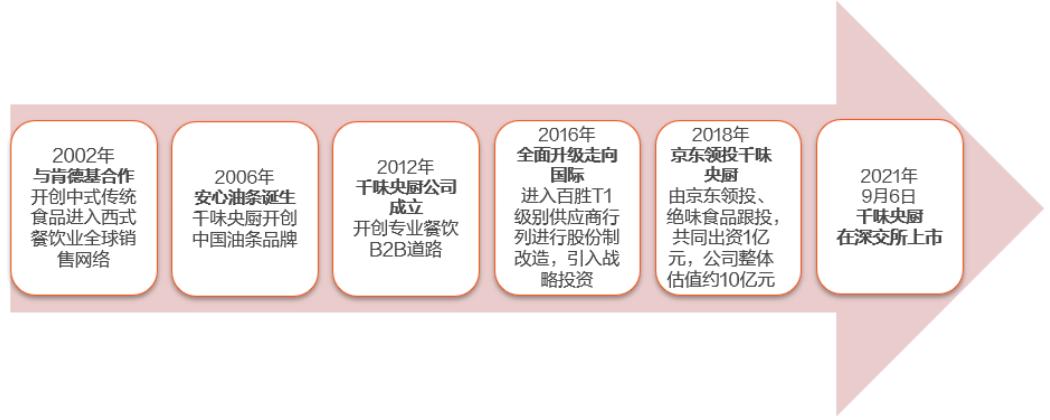 2002年
与肯德基合作
开创中式传统
食品进入西式
餐饮业全球销
售网络
2006年
安心油条诞生
千味央厨开创
中国油条品牌
2012年
千味央厨公司
成立
开创专业餐饮
B2B道路
2016年
全面升级走向
国际
进入百胜T1
级别供应商行
列进行股份制
改造，引入战
略投资
2018年
京东领投千味
央厨
由京东领投、
绝味食品跟投，
共同出资1亿
元，公司整体
估值约10亿元
2021年
9月6日
千味央厨
在深交所上市